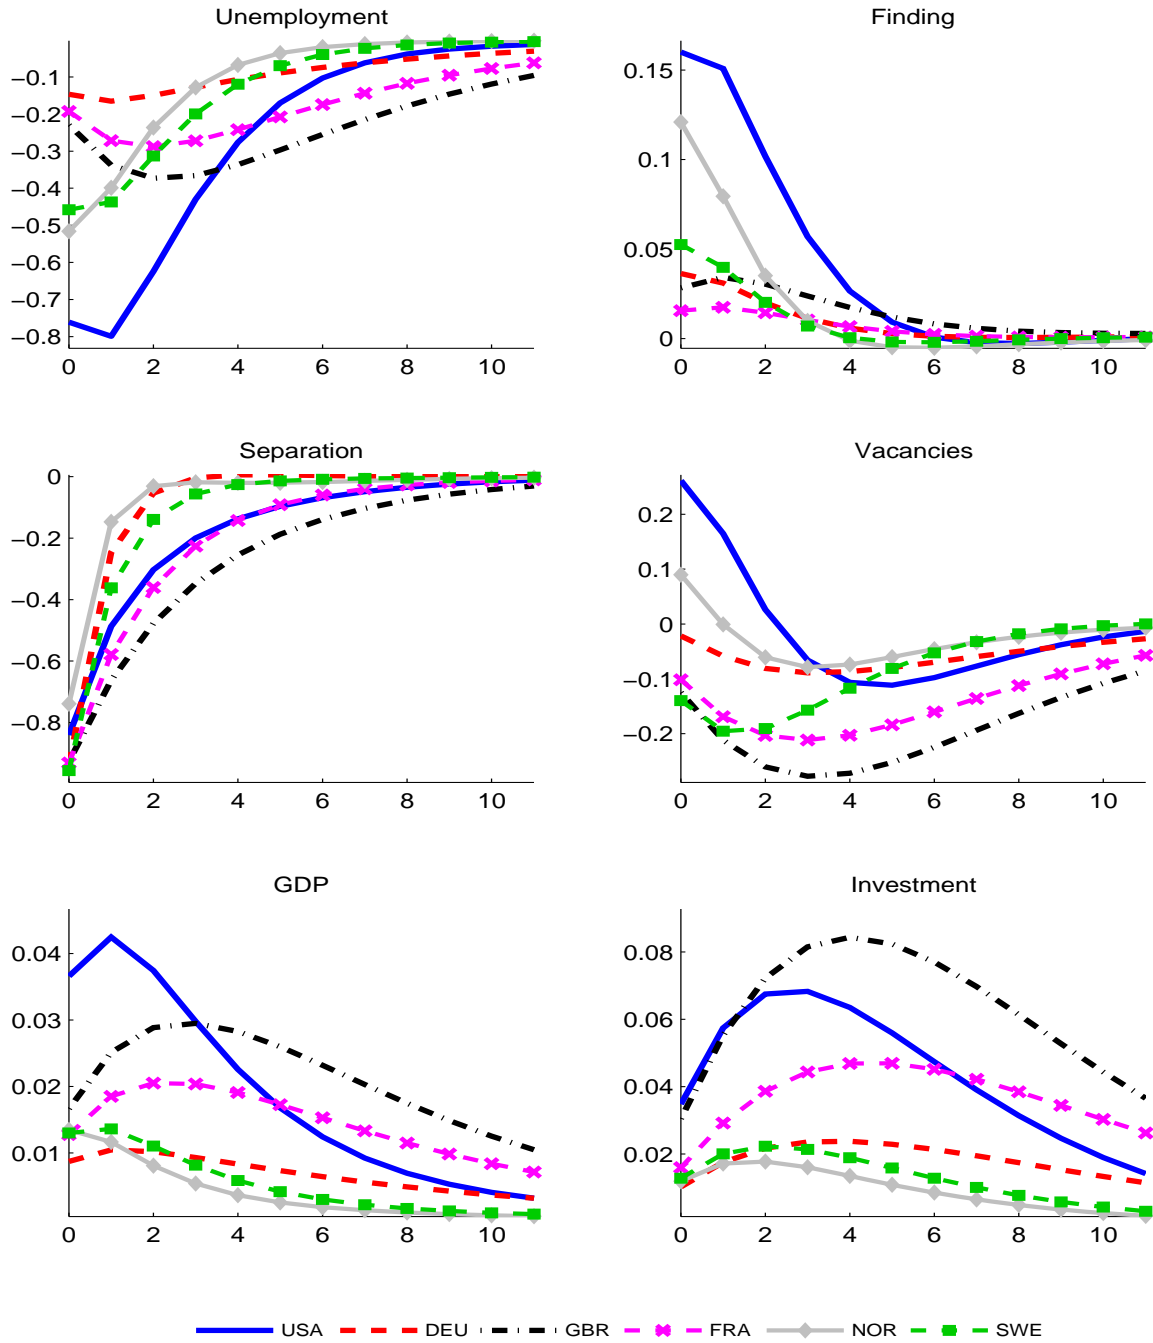 Unemployment
−0.1
−0.2
−0.3
−0.4
−0.5
−0.6
−0.7
−0.8
0 2 4 6 8 10
Finding
0.15
0.1
0.05
0
0 2 4 6 8 10
Separation
0
−0.2
−0.4
−0.6
−0.8
0 2 4 6 8 10
Vacancies
0.2
0.1
0
−0.1
−0.2
0 2 4 6 8 10
GDP
0.04
0.03
0.02
0.01
0 2 4 6 8 10
Investment
0.08
0.06
0.04
0.02
0 2 4 6 8 10
USA DEU GBR FRA NOR SWE